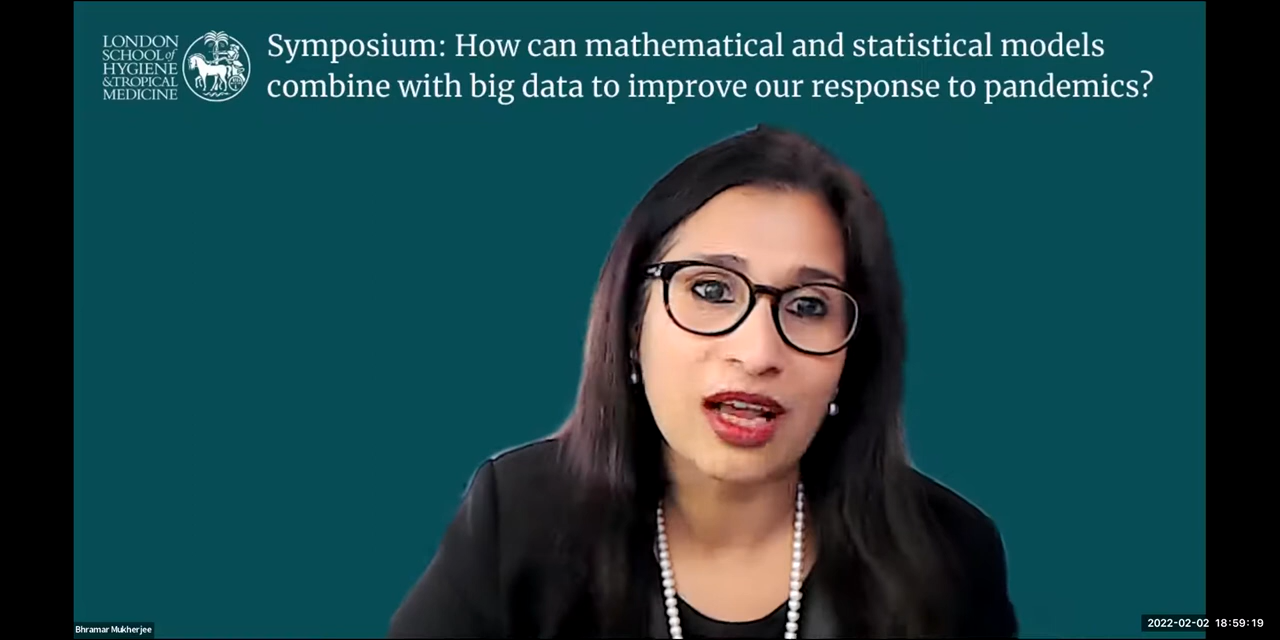 LONDON
SCHOOL of
HYGIENE
& TROPICAL
MEDICINE
Symposium: How can mathematical and statistical models
combine with big data to improve our response to pandemics?
Bhramar Mukherjee
2022-02-02 18:59:19